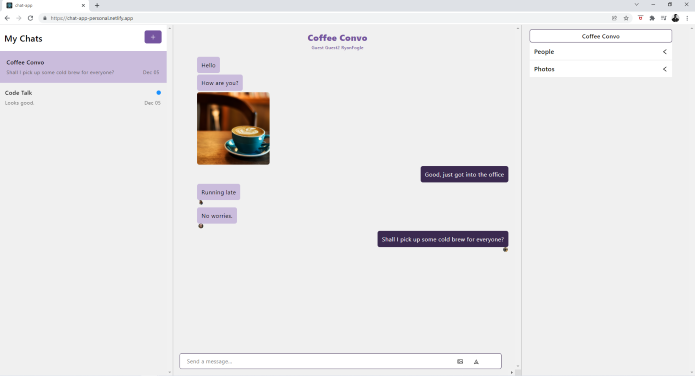 chat-app
https://chat-app-personal.netlify.app
My Chats
+
Coffee Convo
Shall I pick up some cold brew for everyone?
Dec 05
Code Talk
Looks good.
Dec 05
Coffee Convo
Guest Guest2 RyanFogle
Hello
How are you?
Good, just got into the office
Running late
No worries.
Shall I pick up some cold brew for everyone?
Send a message...
Coffee Convo
People
Photos